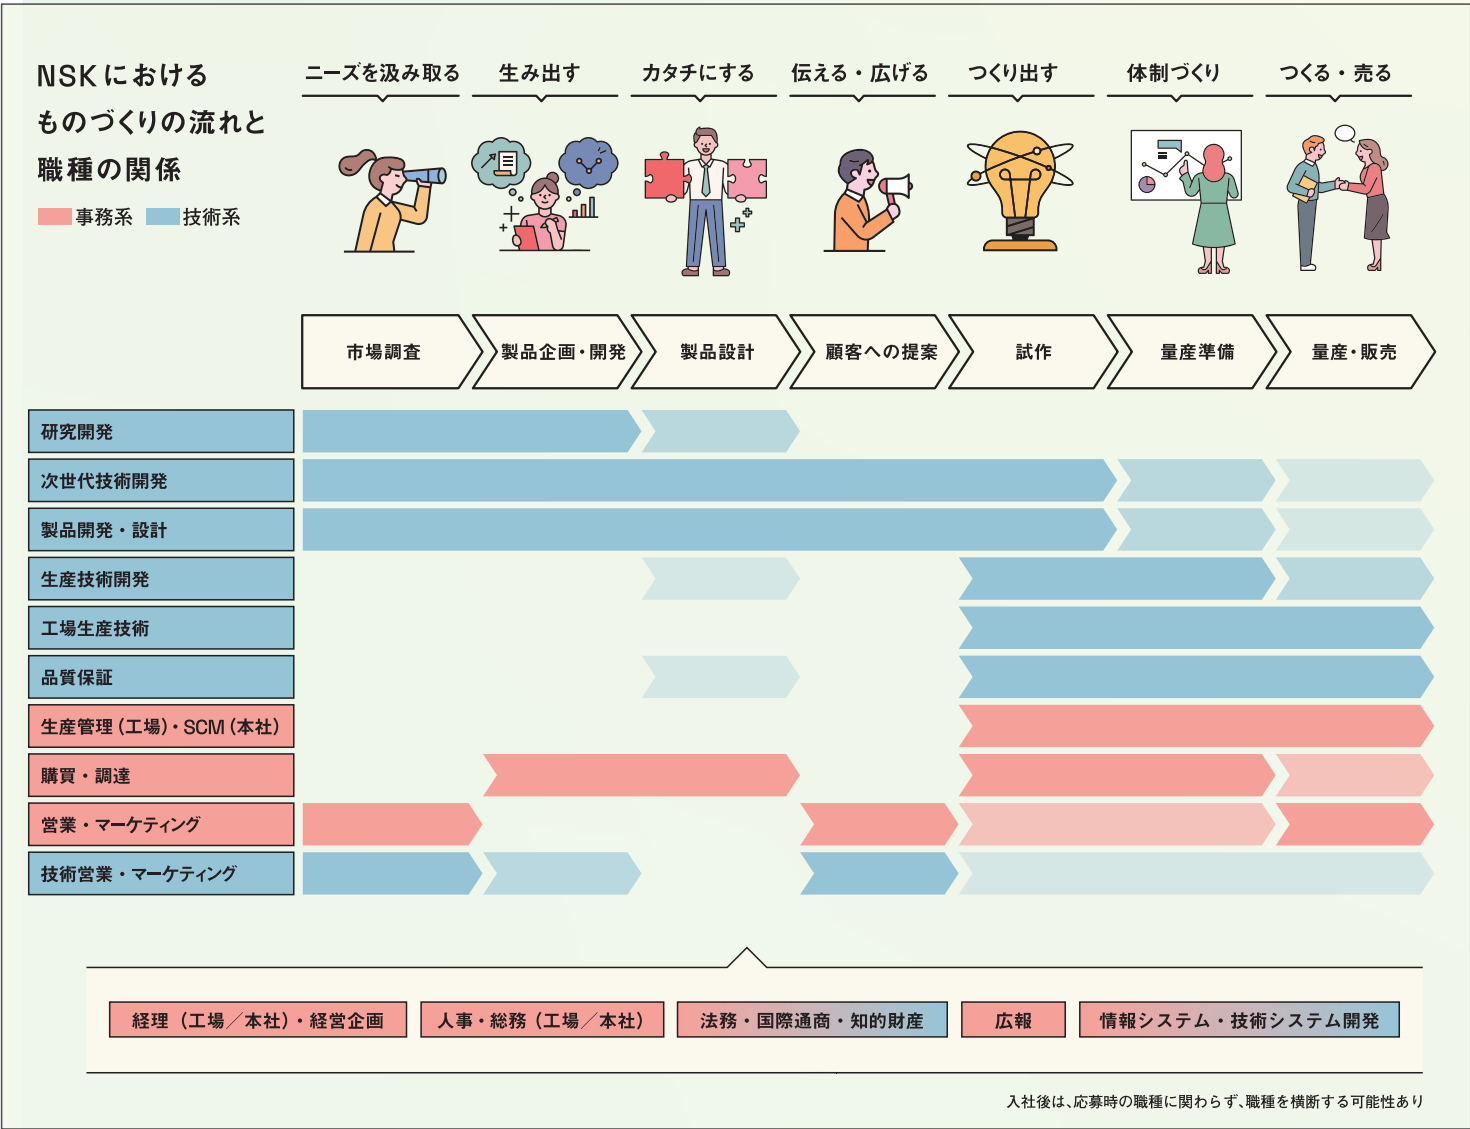 NSKにおける
ものづくりの流れと
職種の関係
事務系 技術系
ニーズを汲み取る 生み出す カタチにする 伝える・広げる つくり出す 体制づくり つくる・売る
市場調査 製品企画・開発 製品設計 顧客への提案 試作 量産準備 量産・販売
研究開発
次世代技術開発
製品開発・設計
生産技術開発
工場生産技術
品質保証
生産管理(工場)・SCM(本社)
購買・調達
営業・マーケティング
技術営業・マーケティング
経理(工場／本社)・経営企画 人事・総務(工場／本社) 法務・国際通商・知的財産 広報 情報システム・技術システム開発
入社後は、応募時の職種に関わらず、職種を横断する可能性あり